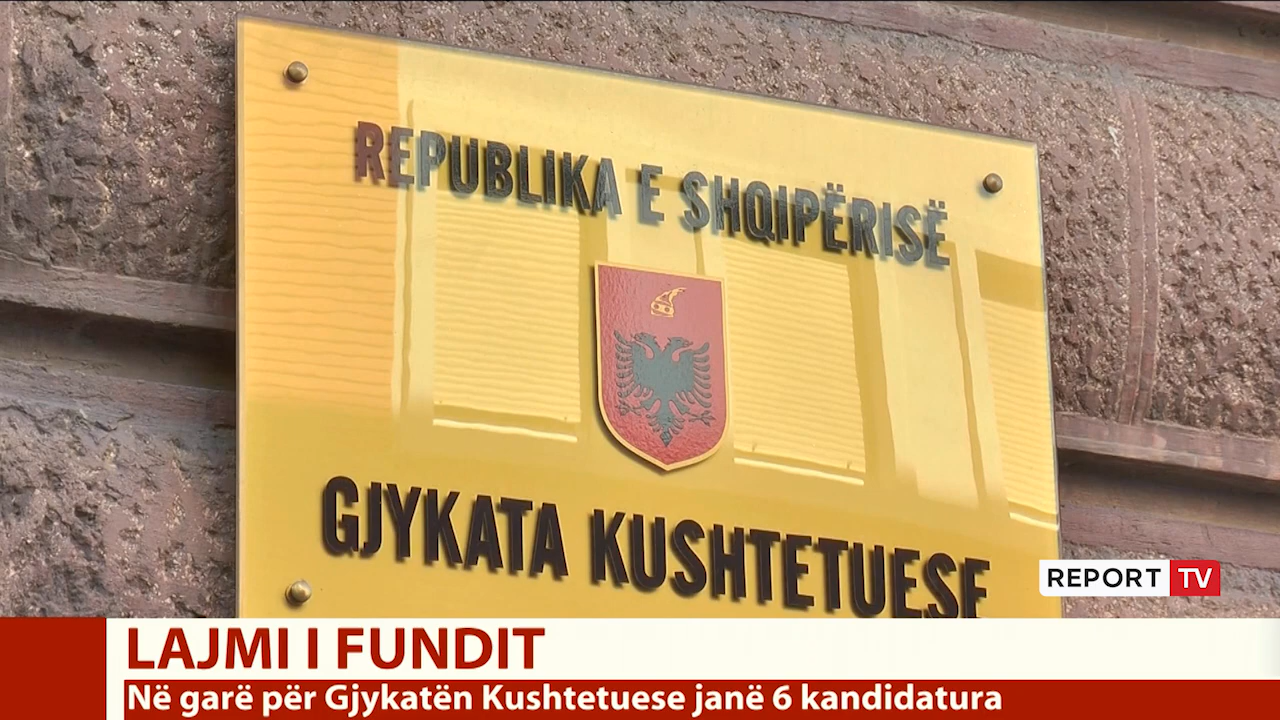 REPUBLIKA E SHQIPËRISË
GJYKATA KUSHTETUESE
REPORT TV
LAJMI I FUNDIT
Në garë për Gjykatën Kushtetuese janë 6 kandidatura